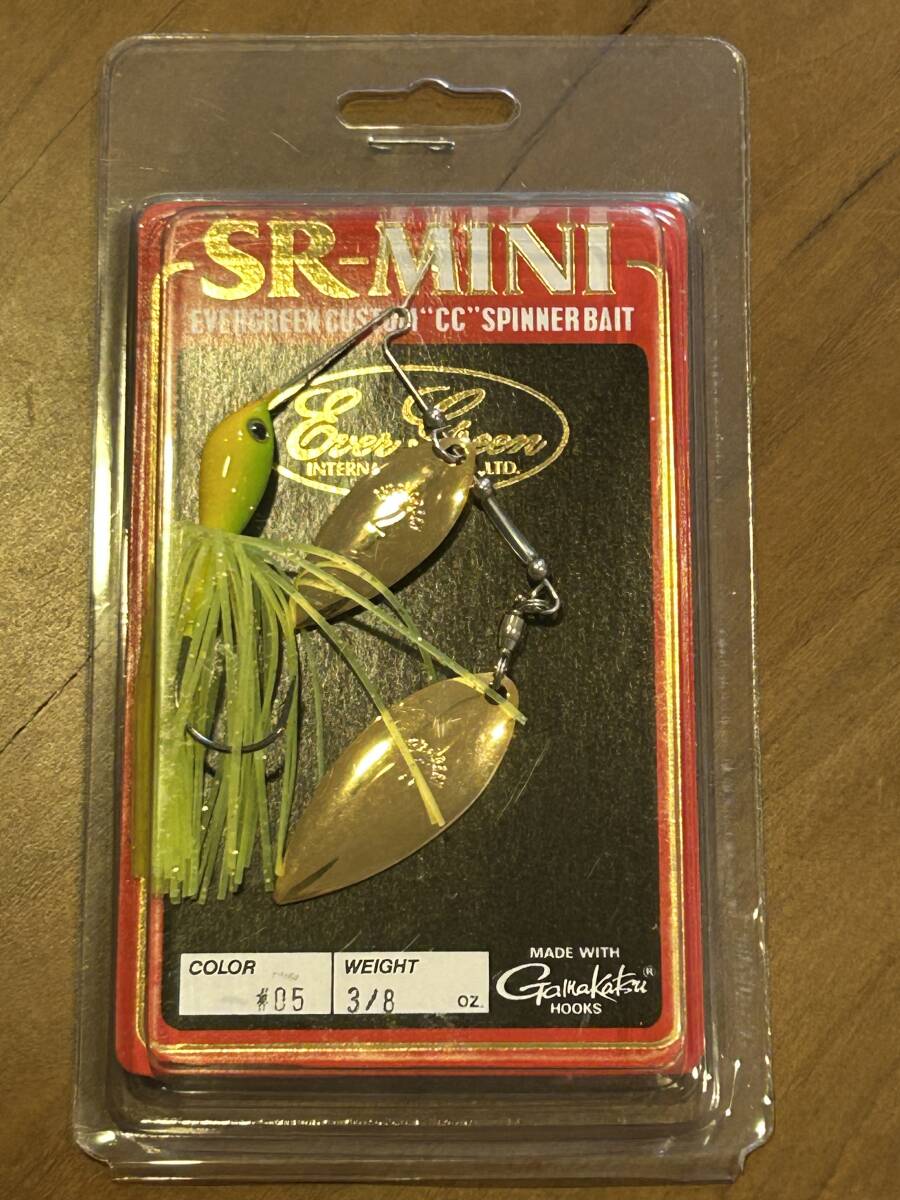 SR-MINI
EVERGREEN CUSTOM "CC" SPINNER BAIT
Ever Green
INTERNA LTD.
COLOR
#05
WEIGHT
3/8 oz.
MADE WITH
Gamakatsu®
HOOKS